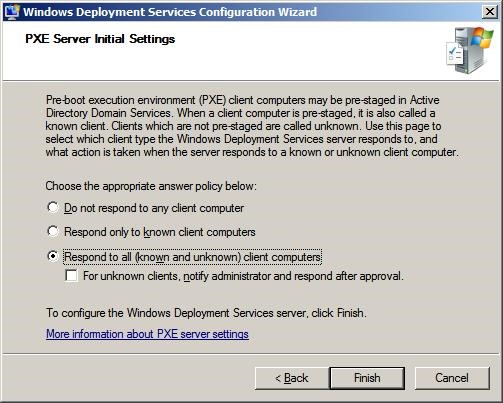 Windows Deployment Services Configuration Wizard
PXE Server Initial Settings
Pre-boot execution environment (PXE) client computers may be pre-staged in Active
Directory Domain Services. When a client computer is pre-staged, it is also called a
known client. Clients which are not pre-staged are called unknown. Use this page to
select which client type the Windows Deployment Services server responds to, and
what action is taken when the server responds to a known or unknown client computer.
Choose the appropriate answer policy below:
Do not respond to any client computer
Respond only to known client computers
Respond to all (known and unknown) client computers
For unknown clients, notify administrator and respond after approval.
To configure the Windows Deployment Services server, click Finish.
More information about PXE server settings
< Back Finish Cancel